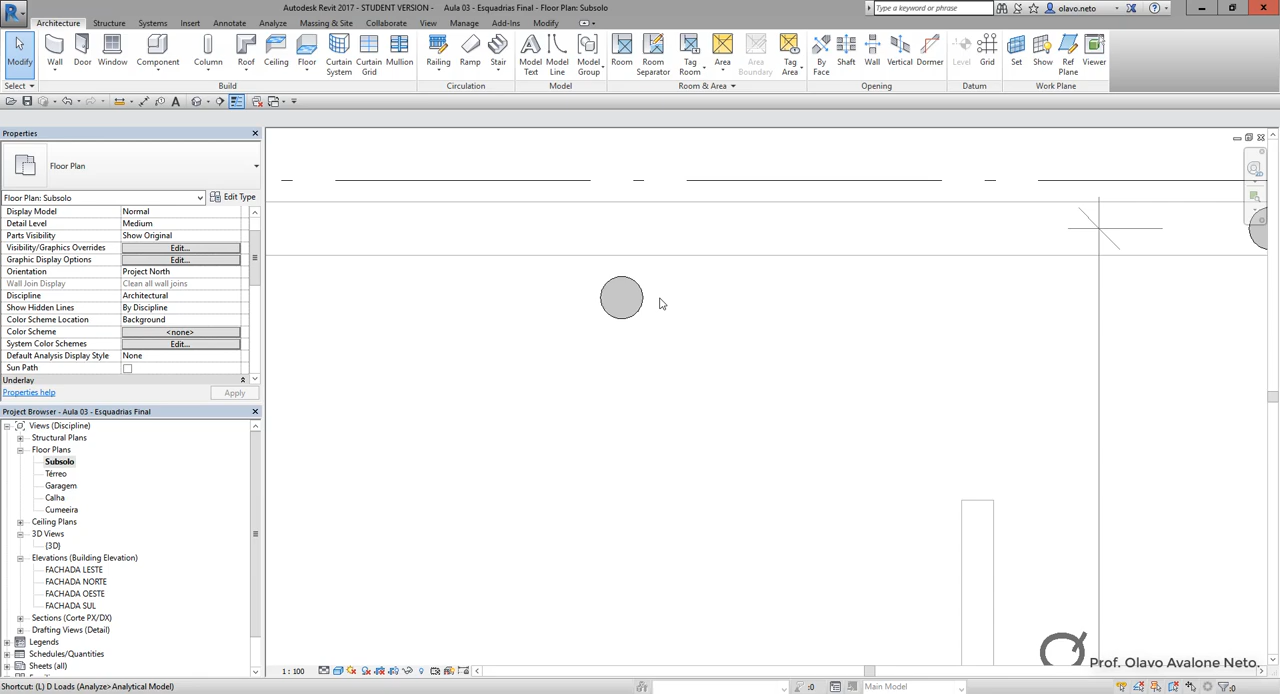 Autodesk Revit 2017 - STUDENT VERSION - Aula 03 - Esquadrias Final - Floor Plan: Subsolo
Type a keyword or phrase
olavo.neto
Architecture Structure Systems Insert Annotate Analyze Massing & Site Collaborate View Manage Add-Ins Modify
Modify Wall Door Window Component Column Roof Ceiling Floor Curtain System Curtain Grid Mullion Railing Ramp Stair Model Text Model Line Model Group Room Room Separator Tag Room Area Area Boundary Tag Area By Face Shaft Wall Vertical Dormer Level Grid Set Show Ref Plane Viewer
Select Build Circulation Model Room & Area Opening Datum Work Plane
Properties
Floor Plan
Floor Plan: Subsolo Edit Type
Display Model Normal
Detail Level Medium
Parts Visibility Show Original
Visibility/Graphics Overrides Edit...
Graphic Display Options Edit...
Orientation Project North
Wall Join Display Clean all wall joins
Discipline Architectural
Show Hidden Lines By Discipline
Color Scheme Location Background
Color Scheme <none>
System Color Schemes Edit...
Default Analysis Display Style None
Sun Path
Underlay
Properties help Apply
Project Browser - Aula 03 - Esquadrias Final
Views (Discipline)
Structural Plans
Floor Plans
Subsolo
Térreo
Garagem
Calha
Cumeeira
Ceiling Plans
3D Views
{3D}
Elevations (Building Elevation)
FACHADA LESTE
FACHADA NORTE
FACHADA OESTE
FACHADA SUL
Sections (Corte PX/DX)
Drafting Views (Detail)
Legends
Schedules/Quantities
Sheets (all)
1 : 100
Prof. Olavo Avalone Neto.
Shortcut: (L) D Loads (Analyze>Analytical Model)
:0
Main Model
:0